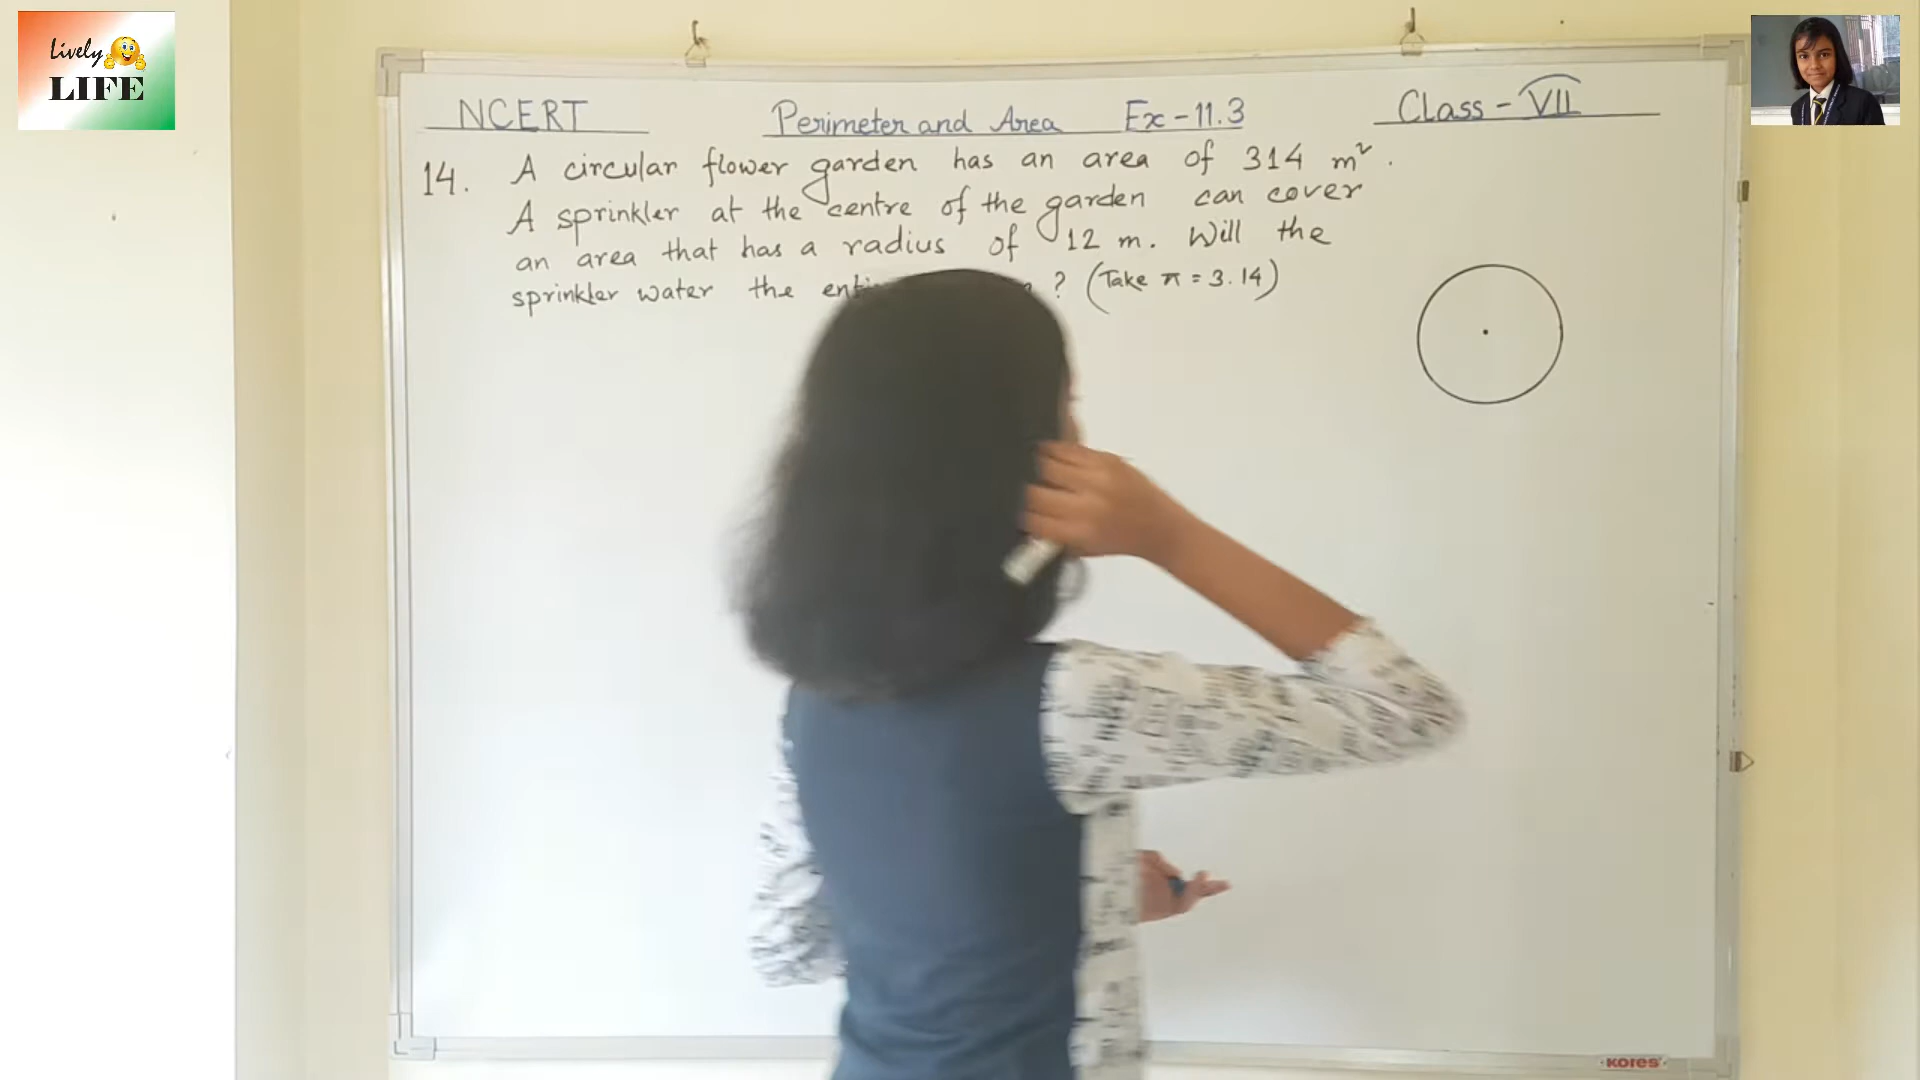 Lively
LIFE
NCERT Perimeter and Area Ex - 11.3 Class - VII
14. A circular flower garden has an area of 314 m².
A sprinkler at the centre of the garden can cover
an area that has a radius of 12 m. Will the
sprinkler water the ? (Take π = 3.14)
kores